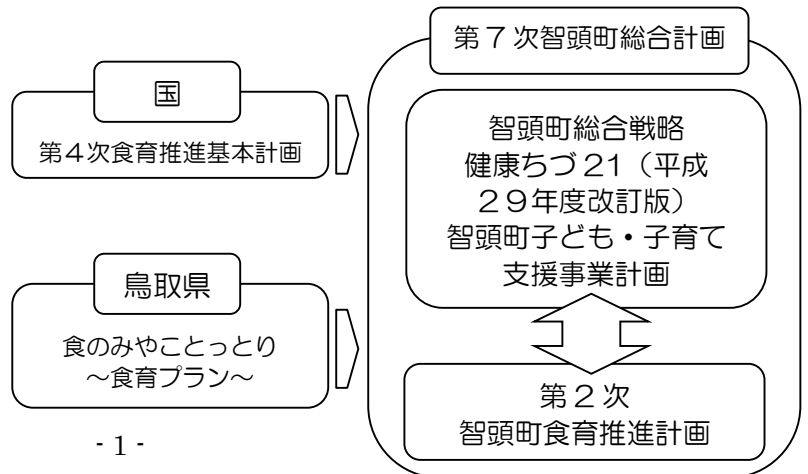 国
第４次食育推進基本計画
鳥取県
食のみやことっとり
～食育プラン～
第７次智頭町総合計画
智頭町総合戦略
健康ちづ21（平成
２９年度改訂版）
智頭町子ども・子育て
支援事業計画
第２次
智頭町食育推進計画
- 1 -